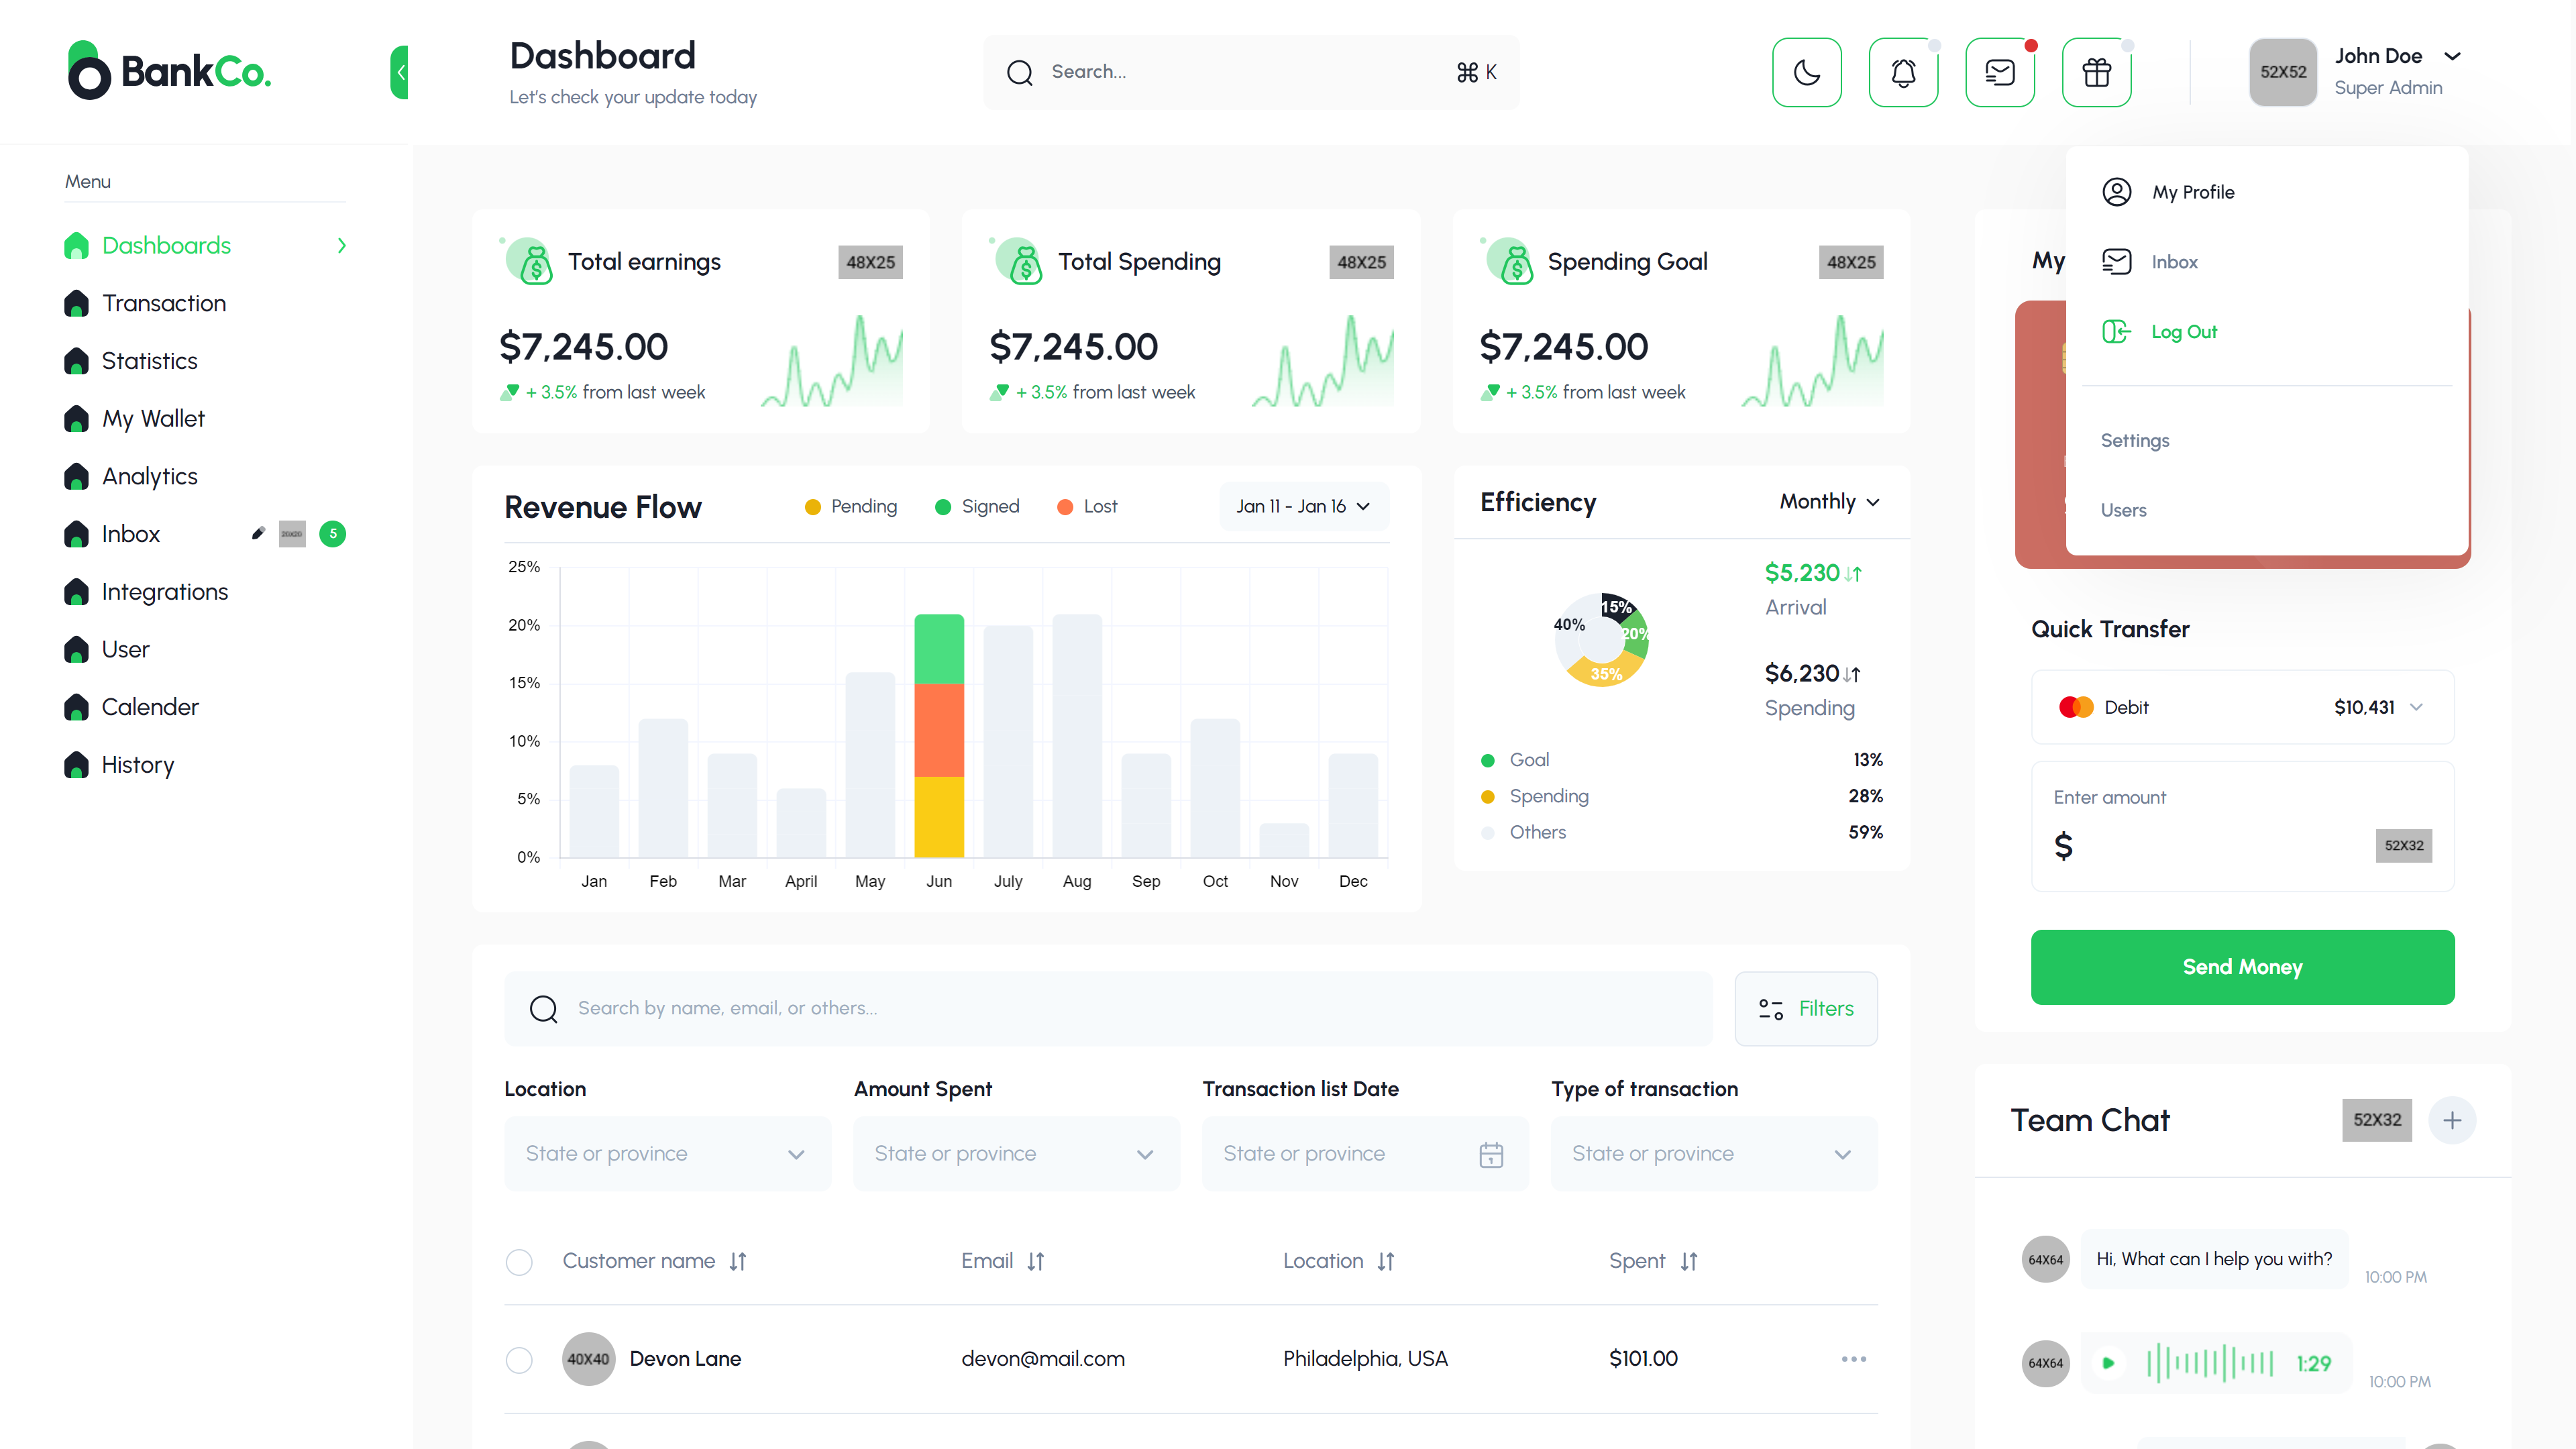 BankCo.
Dashboard
Let's check your update today
Search...
⌘ K
52X52
John Doe
Super Admin
Menu
Dashboards
Transaction
Statistics
My Wallet
Analytics
Inbox
20X20
5
Integrations
User
Calender
History
Total earnings
48X25
$7,245.00
+ 3.5% from last week
Total Spending
48X25
$7,245.00
+ 3.5% from last week
Spending Goal
48X25
$7,245.00
+ 3.5% from last week
My
My Profile
Inbox
Log Out
Settings
Users
Revenue Flow
Pending
Signed
Lost
Jan 11 - Jan 16
25%
20%
15%
10%
5%
0%
Jan
Feb
Mar
April
May
Jun
July
Aug
Sep
Oct
Nov
Dec
Efficiency
Monthly
15%
20%
35%
40%
$5,230
Arrival
$6,230
Spending
Goal
13%
Spending
28%
Others
59%
Quick Transfer
Debit
$10,431
Enter amount
$
52X32
Send Money
Search by name, email, or others...
Filters
Location
State or province
Amount Spent
State or province
Transaction list Date
State or province
Type of transaction
State or province
Customer name
Email
Location
Spent
40X40
Devon Lane
devon@mail.com
Philadelphia, USA
$101.00
Team Chat
52X32
64X64
Hi, What can I help you with?
10:00 PM
64X64
1:29
10:00 PM